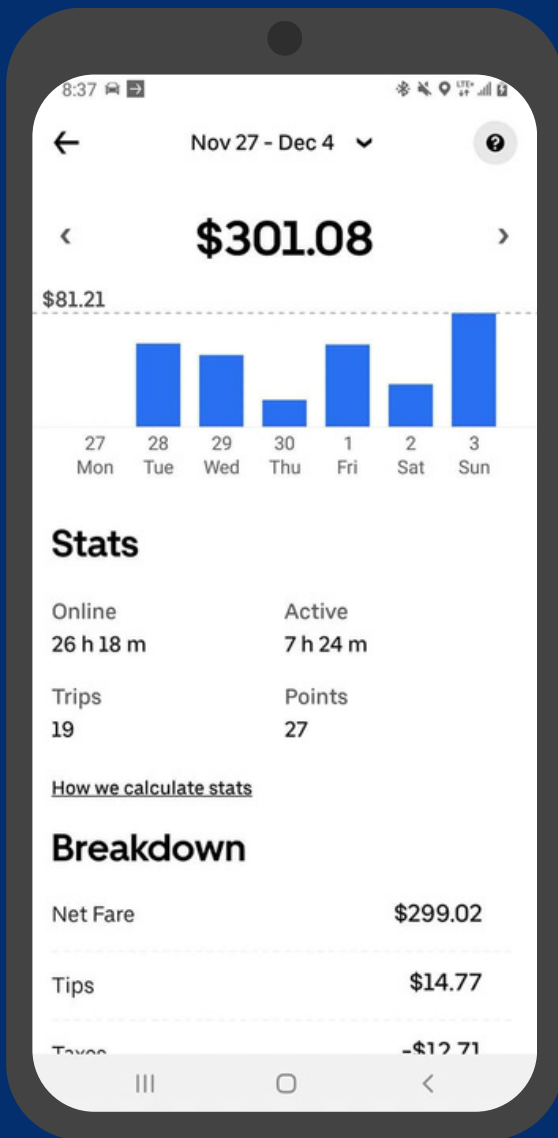 8:37
LTE+
Nov 27 - Dec 4
?
$301.08
$81.21
27 28 29 30 1 2 3
Mon Tue Wed Thu Fri Sat Sun
Stats
Online Active
26 h 18 m 7 h 24 m
Trips Points
19 27
How we calculate stats
Breakdown
Net Fare $299.02
Tips $14.77
Taxes -$12.71